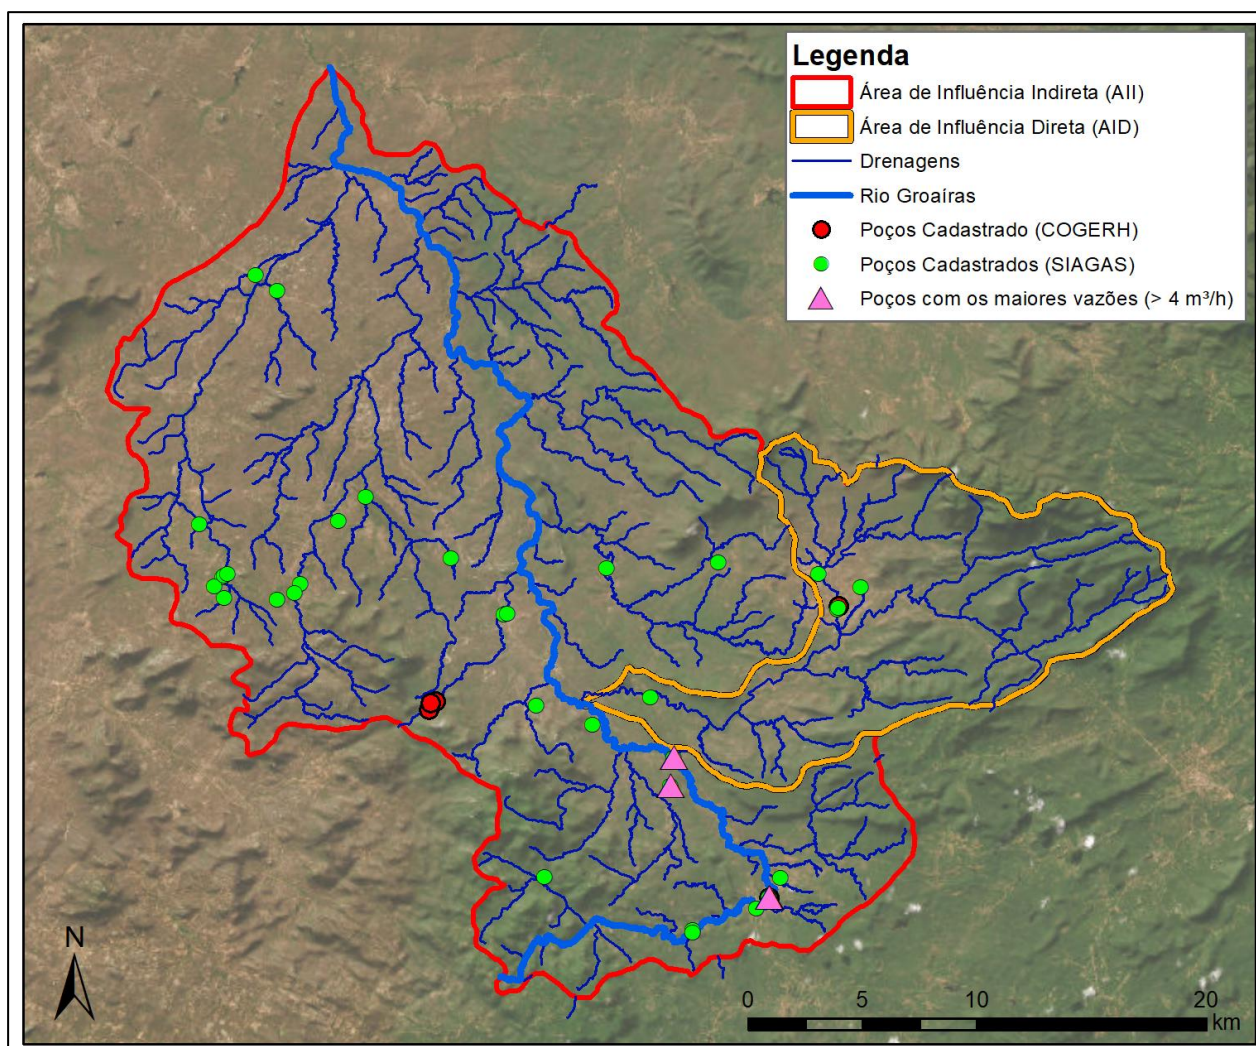 Legenda
Área de Influência Indireta (AII)
Área de Influência Direta (AID)
Drenagens
Rio Groaíras
Poços Cadastrado (COGERH)
Poços Cadastrados (SIAGAS)
Poços com os maiores vazões (> 4 m³/h)
N
0 5 10 20
km